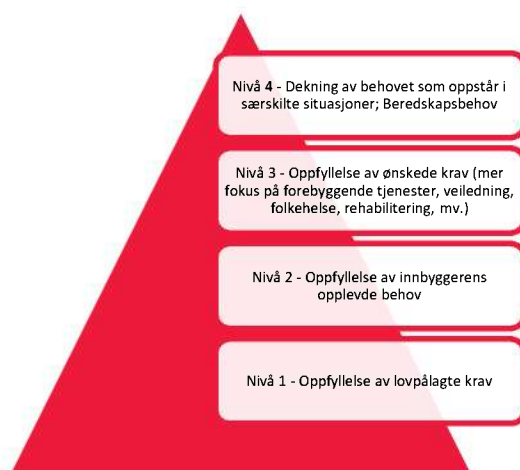 Nivå 4 - Dekning av behovet som oppstår i
særskilte situasjoner; Beredskapsbehov
Nivå 3 - Oppfyllelse av ønskede krav (mer
fokus på forebyggende tjenester, veiledning,
folkehelse, rehabilitering, mv.)
Nivå 2 - Oppfyllelse av innbyggerens
opplevde behov
Nivå 1 - Oppfyllelse av lovpålagte krav